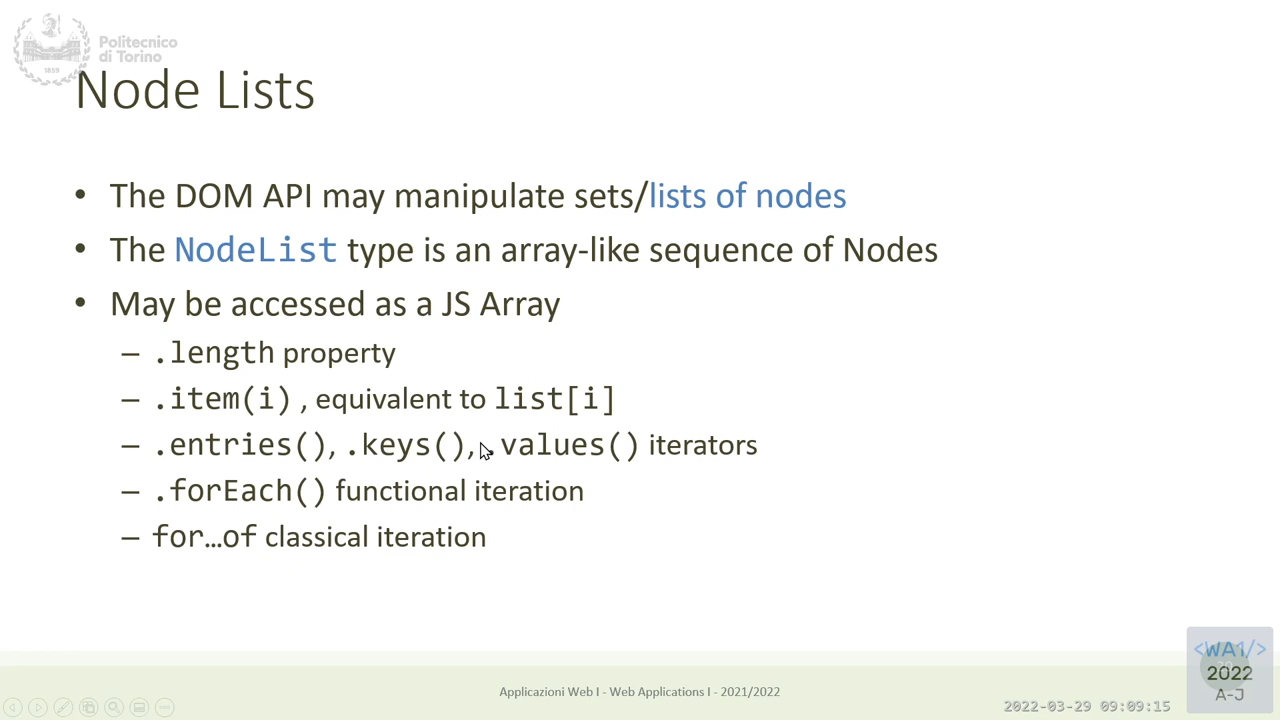 Politecnico
di Torino
1859
Node Lists
• The DOM API may manipulate sets/lists of nodes
• The NodeList type is an array-like sequence of Nodes
• May be accessed as a JS Array
– .length property
– .item(i) , equivalent to list[i]
– .entries(), .keys(), .values() iterators
– .forEach() functional iteration
– for…of classical iteration
Applicazioni Web I - Web Applications I - 2021/2022
2022-03-29 09:09:15
<WA1/>
2022
A-J